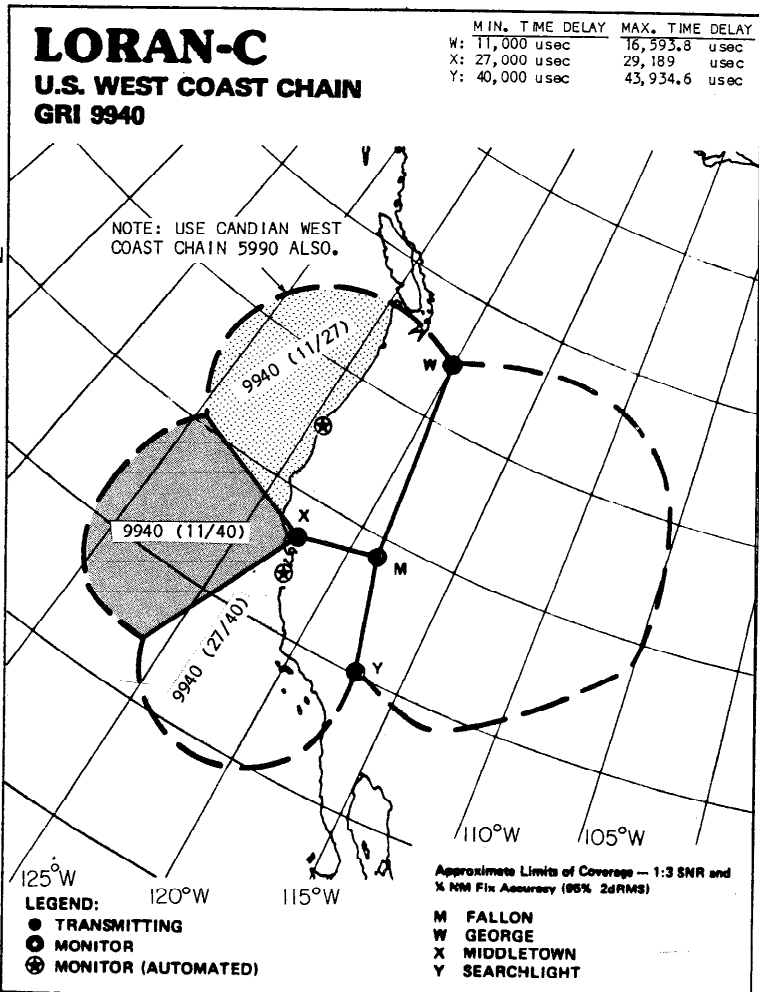 LORAN-C
U.S. WEST COAST CHAIN
GRI 9940
MIN. TIME DELAY MAX. TIME DELAY
W: 11,000 usec 16,593.8 usec
X: 27,000 usec 29,189 usec
Y: 40,000 usec 43,934.6 usec
NOTE: USE CANDIAN WEST
COAST CHAIN 5990 ALSO.
9940 (11/27)
W
X
9940 (11/40)
M
9940 (27/40)
Y
110°W
105°W
125°W
120°W
115°W
Approximate Limits of Coverage — 1:3 SNR and
¼ NM Fix Accuracy (95% 2dRMS)
LEGEND:
TRANSMITTING
MONITOR
MONITOR (AUTOMATED)
M FALLON
W GEORGE
X MIDDLETOWN
Y SEARCHLIGHT